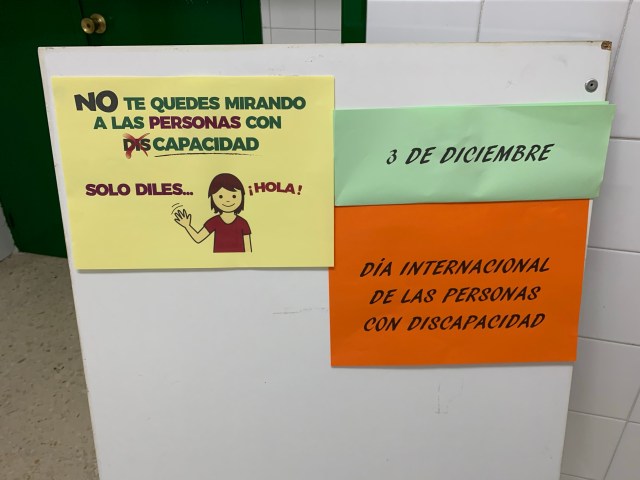 NO TE QUEDES MIRANDO
A LAS PERSONAS CON
DISCAPACIDAD
SOLO DILES... ¡HOLA!
3 DE DICIEMBRE
DÍA INTERNACIONAL
DE LAS PERSONAS
CON DISCAPACIDAD